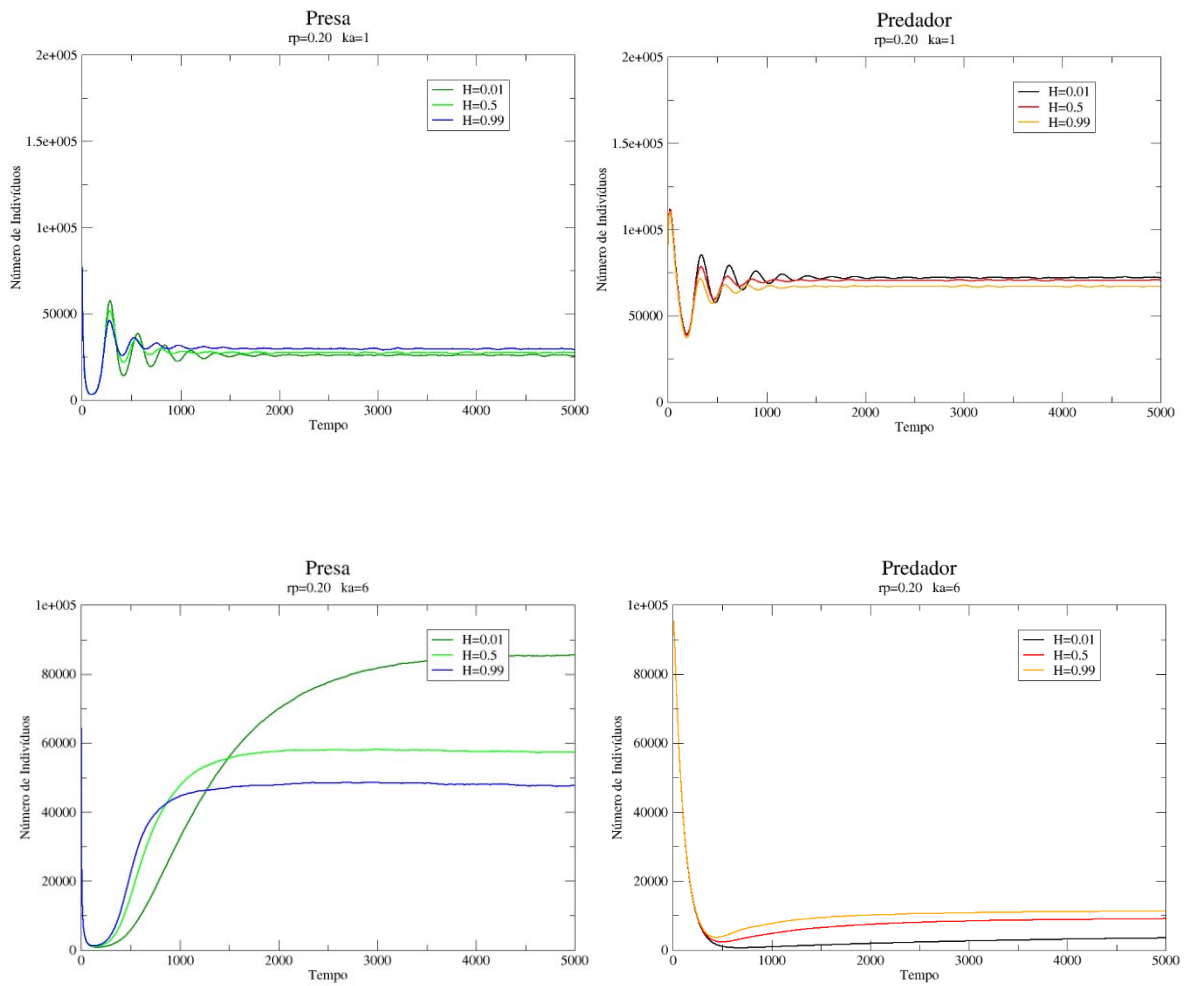 Presa
rp=0.20 ka=1
2e+005
1.5e+005
1e+005
50000
0
Número de Indivíduos
H=0.01
H=0.5
H=0.99
0 1000 2000 3000 4000 5000
Tempo
Predador
rp=0.20 ka=1
2e+005
1.5e+005
1e+005
50000
0
Número de Indivíduos
H=0.01
H=0.5
H=0.99
0 1000 2000 3000 4000 5000
Tempo
Presa
rp=0.20 ka=6
1e+005
80000
60000
40000
20000
0
Número de Indivíduos
H=0.01
H=0.5
H=0.99
0 1000 2000 3000 4000 5000
Tempo
Predador
rp=0.20 ka=6
1e+005
80000
60000
40000
20000
0
Número de Indivíduos
H=0.01
H=0.5
H=0.99
0 1000 2000 3000 4000 5000
Tempo